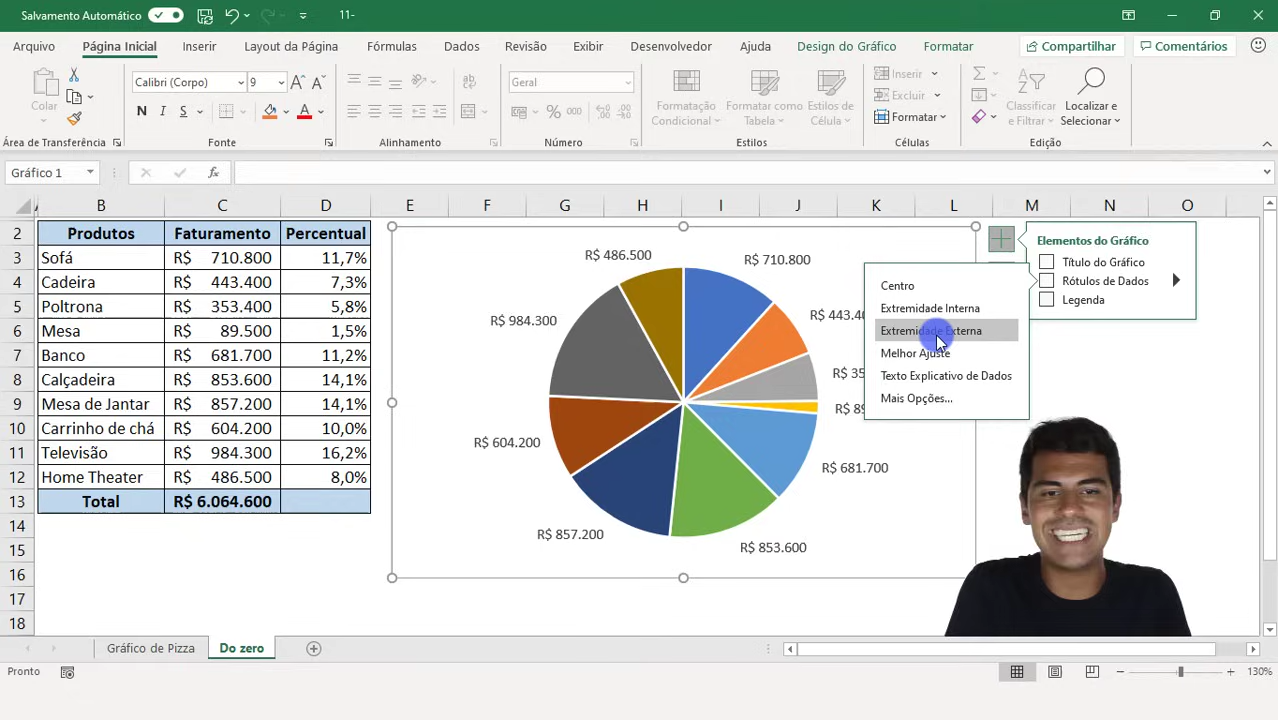 Salvamento Automático
11-
Arquivo Página Inicial Inserir Layout da Página Fórmulas Dados Revisão Exibir Desenvolvedor Ajuda Design do Gráfico Formatar Compartilhar Comentários
Colar
Calibri (Corpo) 9
N I S
Geral
Formatação Condicional
Formatar como Tabela
Estilos de Célula
Inserir
Excluir
Formatar
Classificar e Filtrar
Localizar e Selecionar
Área de Transferência Fonte Alinhamento Número Estilos Células Edição
Gráfico 1
B C D E F G H I J K L M N O
2 Produtos Faturamento Percentual
3 Sofá R$ 710.800 11,7%
4 Cadeira R$ 443.400 7,3%
5 Poltrona R$ 353.400 5,8%
6 Mesa R$ 89.500 1,5%
7 Banco R$ 681.700 11,2%
8 Calçadeira R$ 853.600 14,1%
9 Mesa de Jantar R$ 857.200 14,1%
10 Carrinho de chá R$ 604.200 10,0%
11 Televisão R$ 984.300 16,2%
12 Home Theater R$ 486.500 8,0%
13 Total R$ 6.064.600
14
15
16
17
18
R$ 486.500
R$ 710.800
R$ 984.300
R$ 604.200
R$ 681.700
R$ 857.200
R$ 853.600
Elementos do Gráfico
Título do Gráfico
Rótulos de Dados
Legenda
Centro
Extremidade Interna
Extremidade Externa
Melhor Ajuste
Texto Explicativo de Dados
Mais Opções...
Gráfico de Pizza Do zero
Pronto
130%